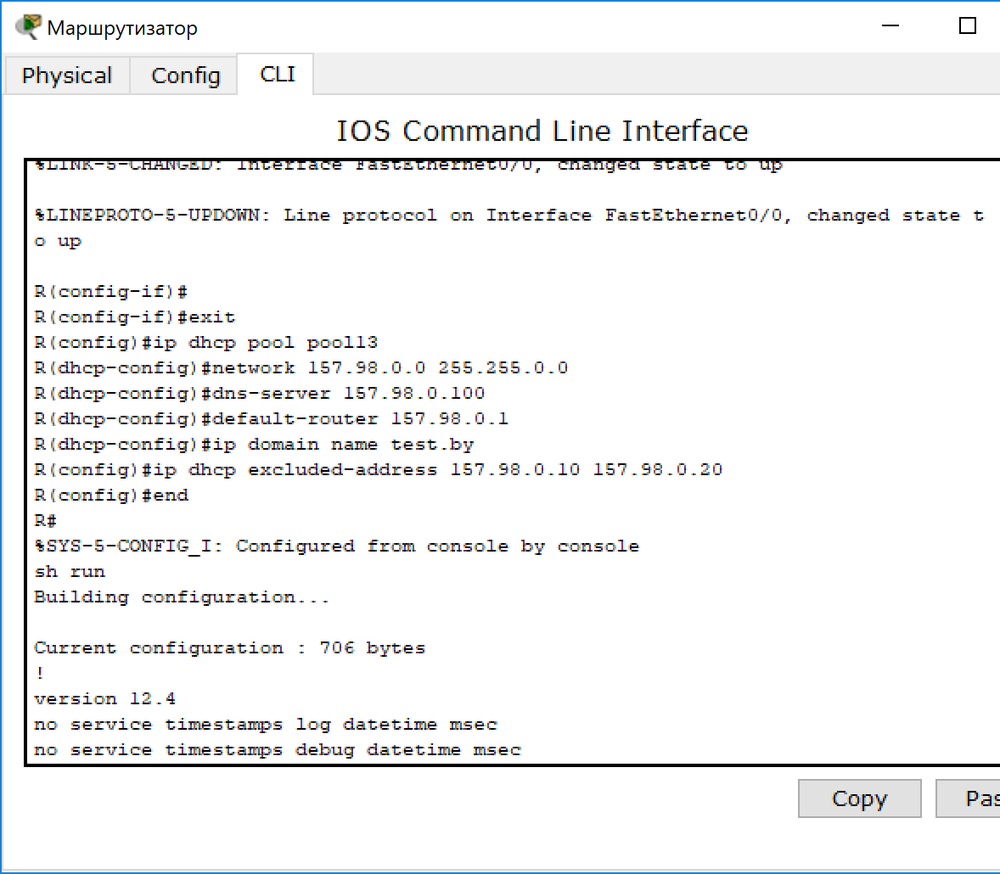 Маршрутизатор
Physical Config CLI
IOS Command Line Interface
%LINK-5-CHANGED: Interface FastEthernet0/0, changed state to up
%LINEPROTO-5-UPDOWN: Line protocol on Interface FastEthernet0/0, changed state t
o up
R(config-if)#
R(config-if)#exit
R(config)#ip dhcp pool pool13
R(dhcp-config)#network 157.98.0.0 255.255.0.0
R(dhcp-config)#dns-server 157.98.0.100
R(dhcp-config)#default-router 157.98.0.1
R(dhcp-config)#ip domain name test.by
R(config)#ip dhcp excluded-address 157.98.0.10 157.98.0.20
R(config)#end
R#
%SYS-5-CONFIG_I: Configured from console by console
sh run
Building configuration...
Current configuration : 706 bytes
!
version 12.4
no service timestamps log datetime msec
no service timestamps debug datetime msec
Copy Pas